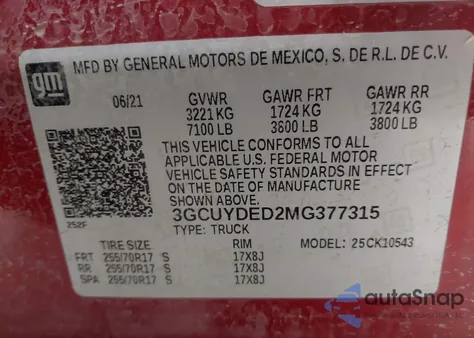 gm
MFD BY GENERAL MOTORS DE MEXICO, S. DE R.L. DE C.V.
06/21 GVWR GAWR FRT GAWR RR
3221 KG 1724 KG 1724 KG
7100 LB 3800 LB 3800 LB
THIS VEHICLE CONFORMS TO ALL
APPLICABLE U.S. FEDERAL MOTOR
VEHICLE SAFETY STANDARDS IN EFFECT
ON THE DATE OF MANUFACTURE
SHOWN ABOVE.
3GCUYDED2MG377315
TYPE: TRUCK
252F
TIRE SIZE RIM MODEL: 25CK10543
FRT 255/70R17 S 17X8J
RR 255/70R17 S 17X8J
SPA 255/70R17 S 17X8J
autoSnap